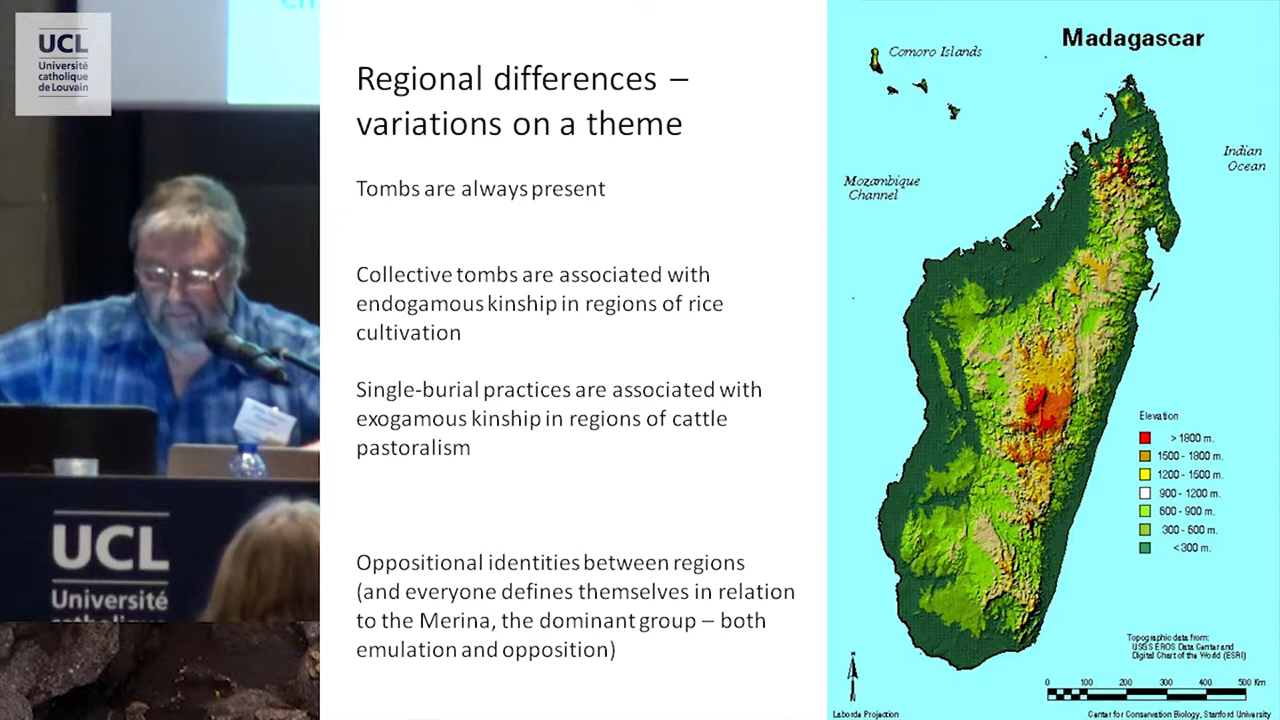 UCL
Université
catholique
de Louvain
Regional differences –
variations on a theme
Tombs are always present
Collective tombs are associated with
endogamous kinship in regions of rice
cultivation
Single-burial practices are associated with
exogamous kinship in regions of cattle
pastoralism
Oppositional identities between regions
(and everyone defines themselves in relation
to the Merina, the dominant group – both
emulation and opposition)
Madagascar
Comoro Islands
Indian
Ocean
Mozambique
Channel
Elevation
> 1800 m.
1500 - 1800 m.
1200 - 1500 m.
900 - 1200 m.
600 - 900 m.
300 - 600 m.
< 300 m.
Topographic data from:
USGS EROS Data Center and
Digital Chart of the World (ESRI)
0 100 200 300 400 500 Km
Laborde Projection
Center for Conservation Biology, Stanford University
UCL
Université